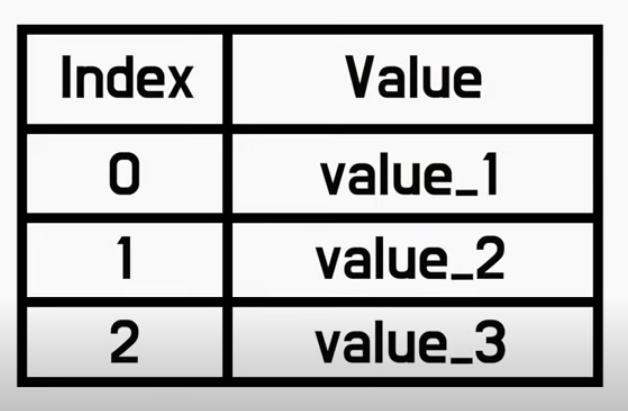 Index Value
0 value_1
1 value_2
2 value_3